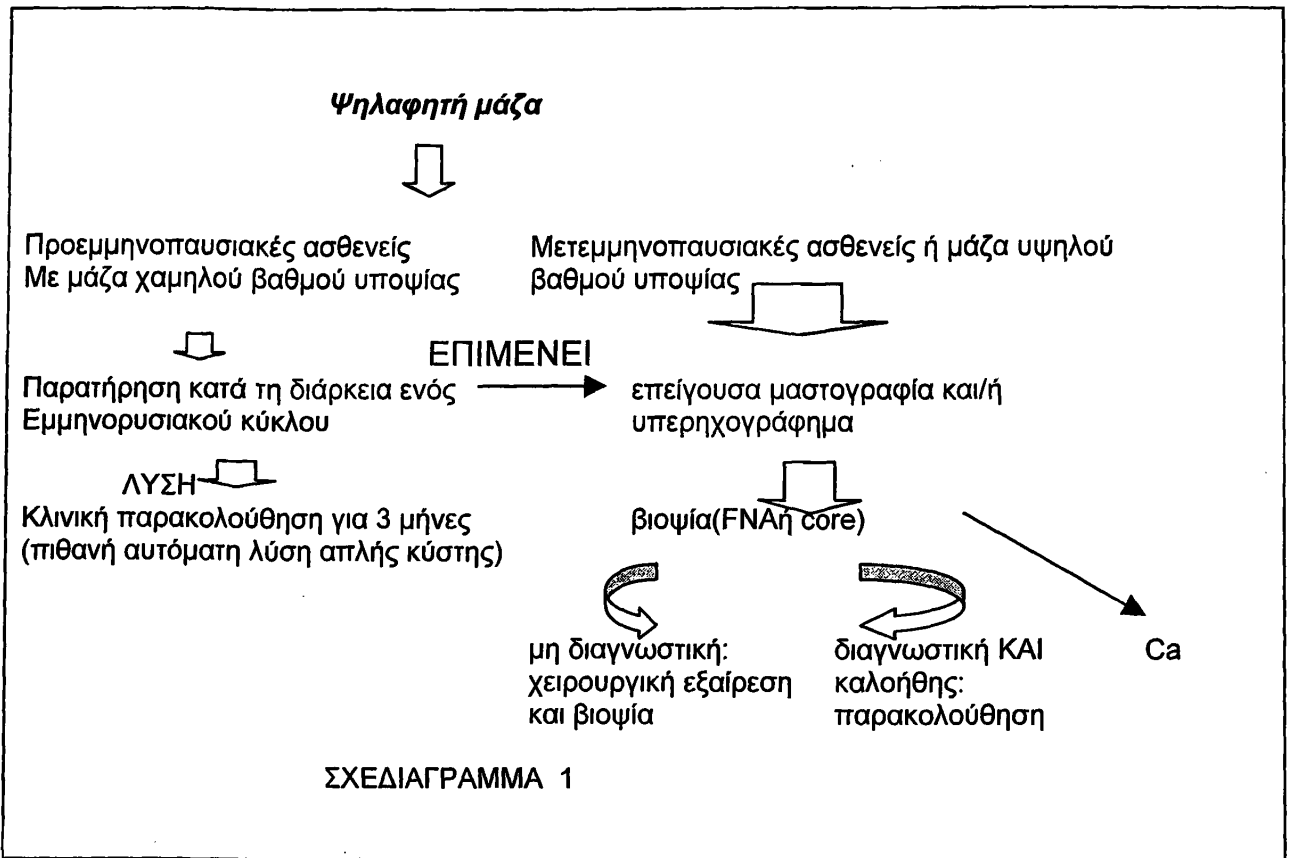 Ψηλαφητή μάζα
Προεμμηνοπαυσιακές ασθενείς
Με μάζα χαμηλού βαθμού υποψίας
Μετεμμηνοπαυσιακές ασθενείς ή μάζα υψηλού
βαθμού υποψίας
ΕΠΙΜΕΝΕΙ
Παρατήρηση κατά τη διάρκεια ενός
Εμμηνορυσιακού κύκλου
επείγουσα μαστογραφία και/ή
υπερηχογράφημα
ΛΥΣΗ
Κλινική παρακολούθηση για 3 μήνες
(πιθανή αυτόματη λύση απλής κύστης)
βιοψία(FNAή core)
μη διαγνωστική:
χειρουργική εξαίρεση
και βιοψία
διαγνωστική ΚΑΙ
καλοήθης:
παρακολούθηση
Ca
ΣΧΕΔΙΑΓΡΑΜΜΑ 1